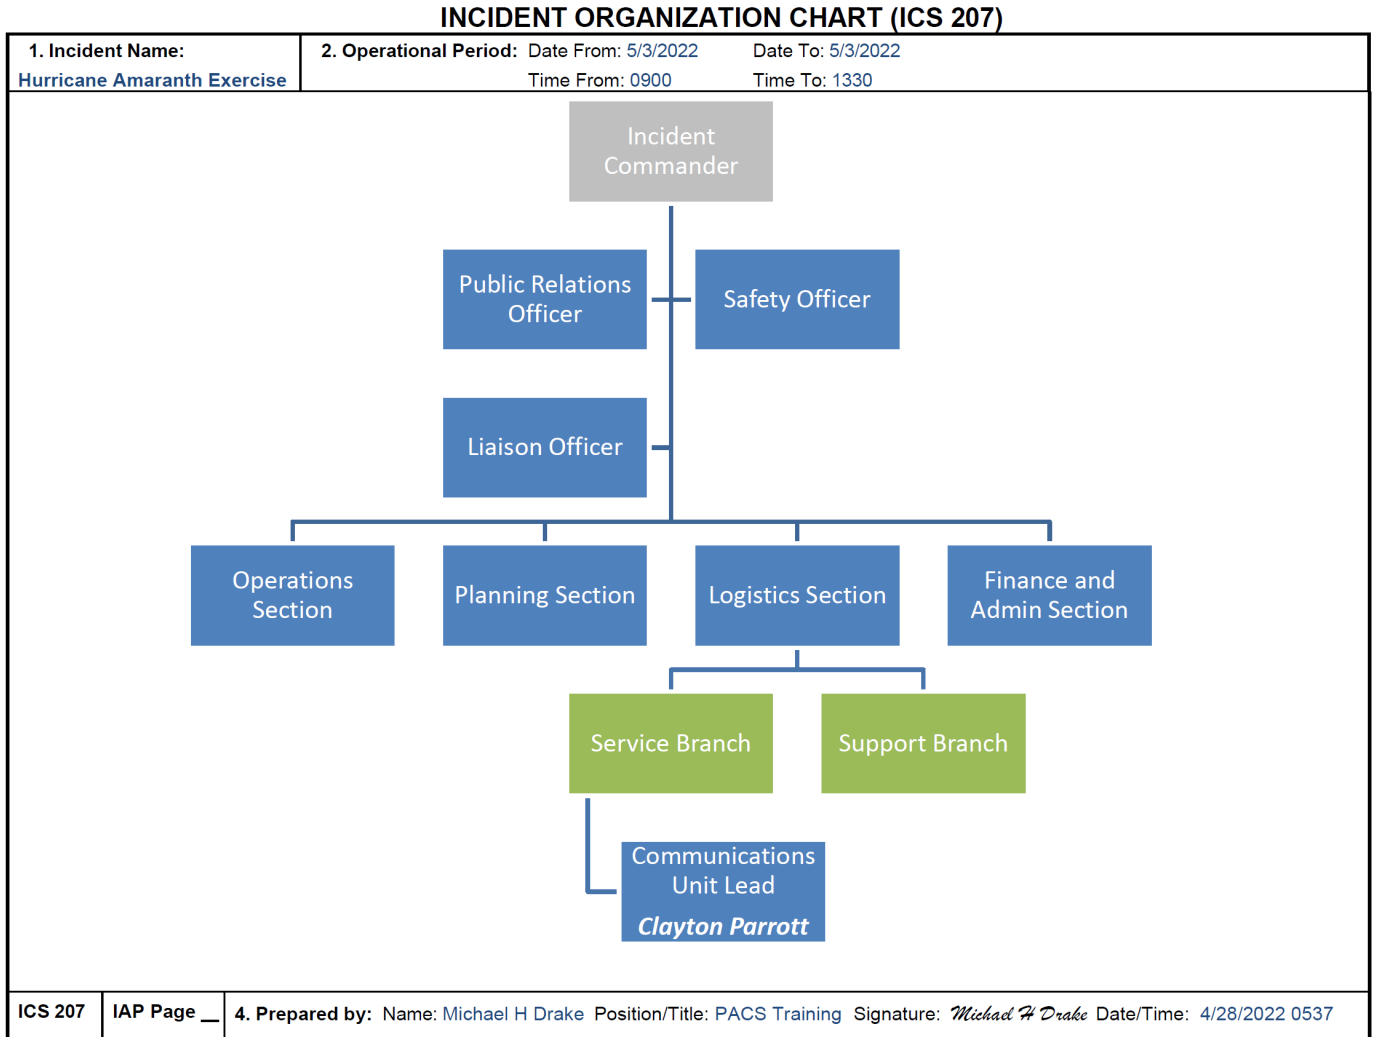 INCIDENT ORGANIZATION CHART (ICS 207)
1. Incident Name:
Hurricane Amaranth Exercise
2. Operational Period: Date From: 5/3/2022 Date To: 5/3/2022
Time From: 0900 Time To: 1330
Incident
Commander
Public Relations
Officer
Safety Officer
Liaison Officer
Operations
Section
Planning Section
Logistics Section
Finance and
Admin Section
Service Branch
Support Branch
Communications
Unit Lead
Clayton Parrott
ICS 207
IAP Page __
4. Prepared by: Name: Michael H Drake Position/Title: PACS Training Signature: Michael H Drake Date/Time: 4/28/2022 0537